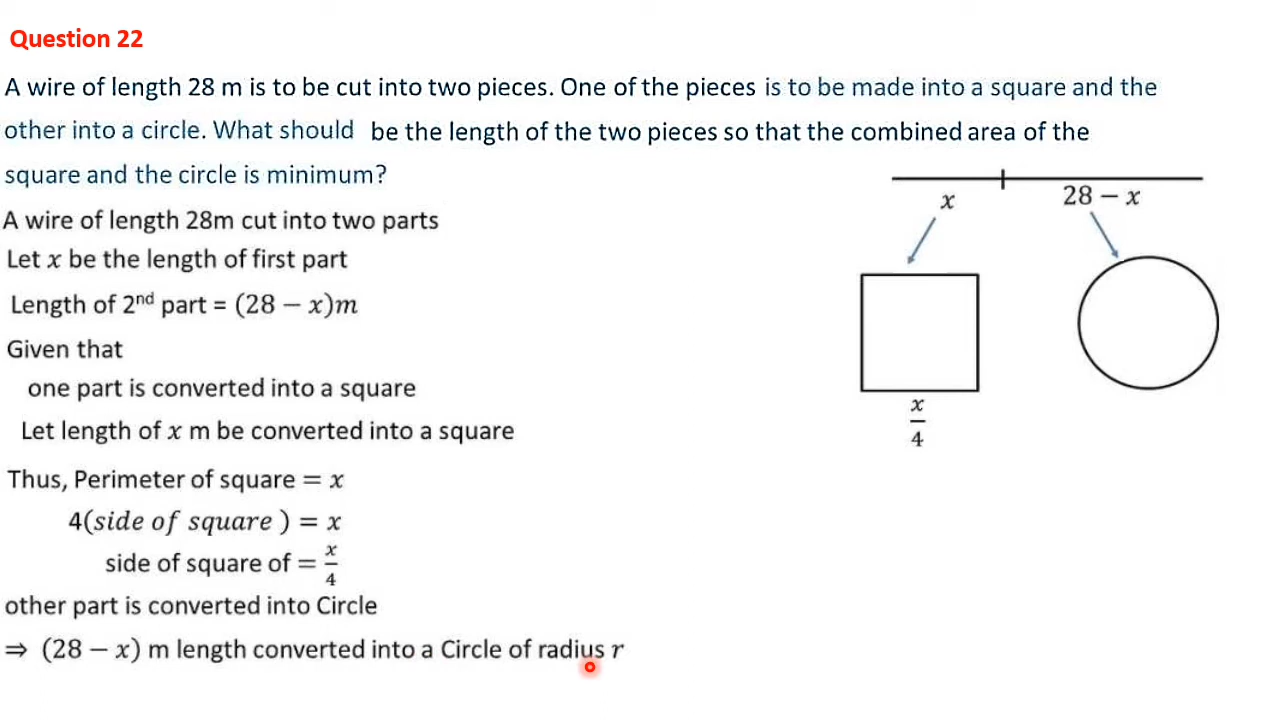 Question 22
A wire of length 28 m is to be cut into two pieces. One of the pieces is to be made into a square and the
other into a circle. What should be the length of the two pieces so that the combined area of the
square and the circle is minimum?
A wire of length 28m cut into two parts
Let x be the length of first part
Length of 2nd part = (28 − x)m
Given that
one part is converted into a square
Let length of x m be converted into a square
Thus, Perimeter of square = x
4(side of square ) = x
side of square of = x/4
other part is converted into Circle
⇒ (28 − x) m length converted into a Circle of radius r
x
28 − x
x/4